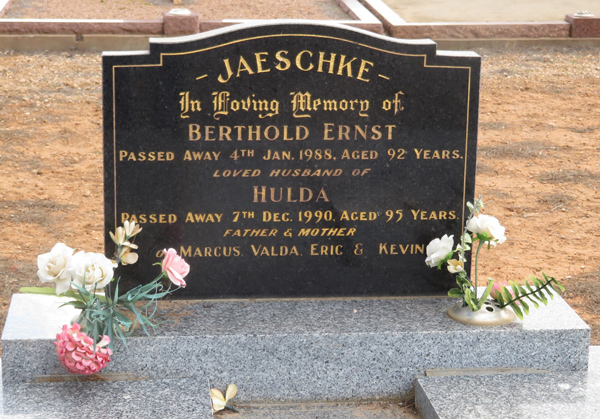 - JAESCHKE -
In Loving Memory of
BERTHOLD ERNST
PASSED AWAY 4TH JAN. 1988, AGED 92 YEARS.
LOVED HUSBAND OF
HULDA
PASSED AWAY 7TH DEC. 1990, AGED 95 YEARS.
FATHER & MOTHER
OF MARCUS, VALDA, ERIC & KEVIN